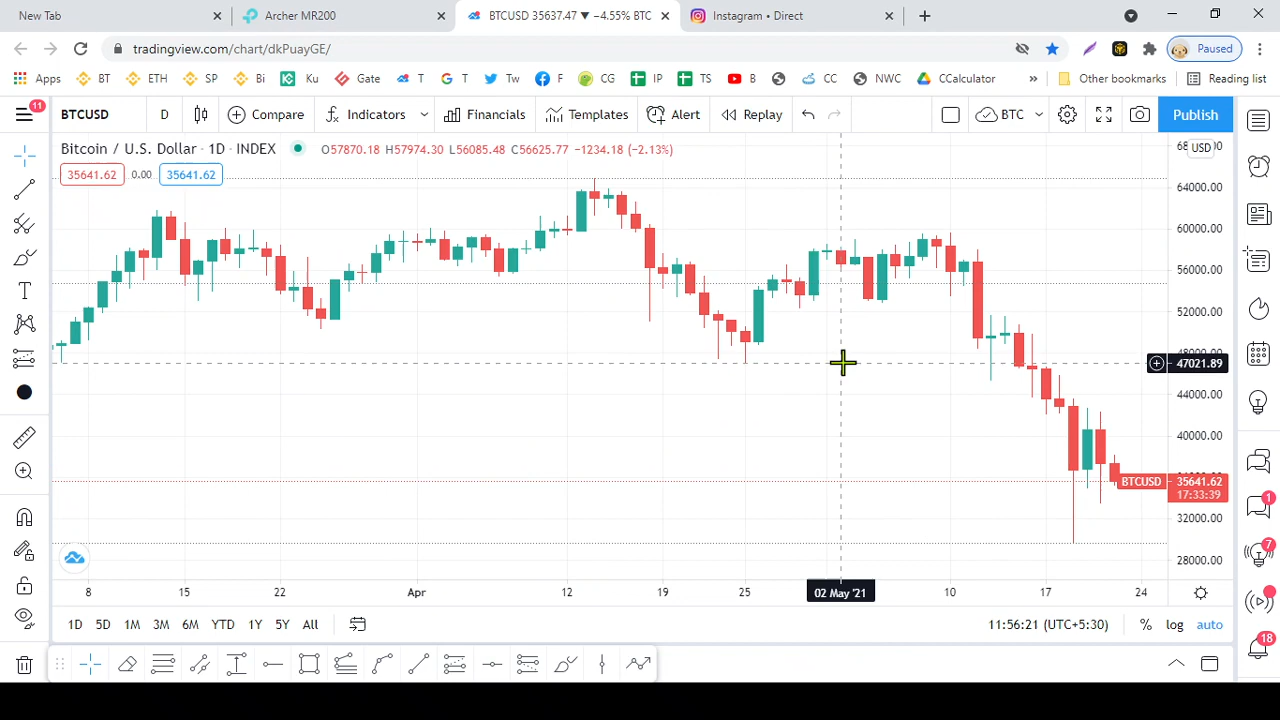 New Tab
Archer MR200
BTCUSD 35637.47 ▼ −4.55% BTC
Instagram • Direct
tradingview.com/chart/dkPuayGE/
Paused
Apps
BT
ETH
SP
Bi
Ku
Gate
T
T
Tw
F
CG
IP
TS
B
CC
NWC
CCalculator
»
Other bookmarks
Reading list
11
BTCUSD
D
Compare
Indicators
Financials
Templates
Alert
Replay
BTC
Publish
Bitcoin / U.S. Dollar · 1D · INDEX
O57870.18 H57974.30 L56085.48 C56625.77 −1234.18 (−2.13%)
USD
35641.62
0.00
35641.62
64000.00
60000.00
56000.00
52000.00
47021.89
44000.00
40000.00
BTCUSD
35641.62
17:33:39
32000.00
28000.00
8
15
22
Apr
12
19
25
02 May '21
10
17
24
1D
5D
1M
3M
6M
YTD
1Y
5Y
All
11:56:21 (UTC+5:30)
%
log
auto
1
7
18